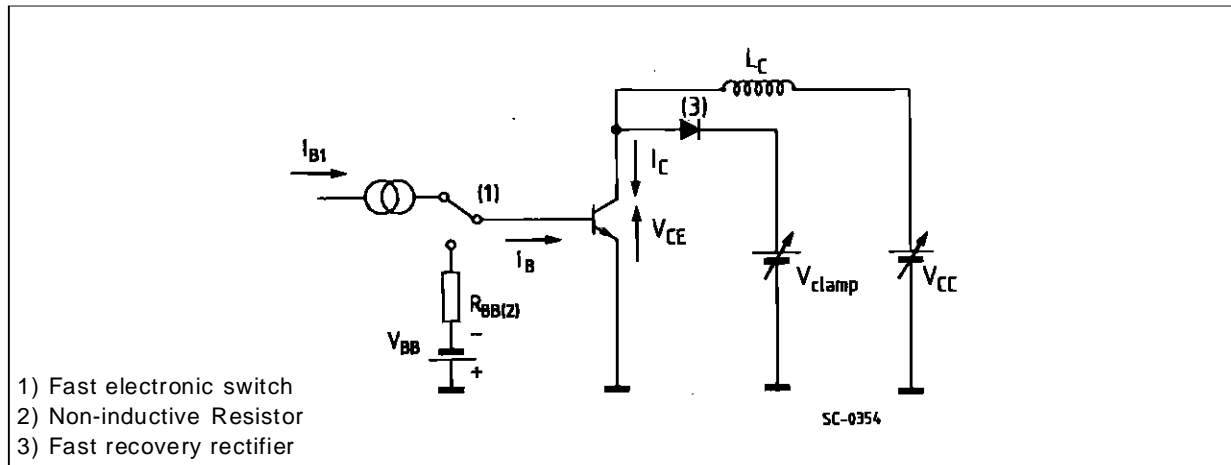 L_C
(3)
I_B1
(1)
I_C
V_CE
i_B
V_clamp
V_CC
R_BB(2)
V_BB
-
+
1) Fast electronic switch
2) Non-inductive Resistor
3) Fast recovery rectifier
SC-0354